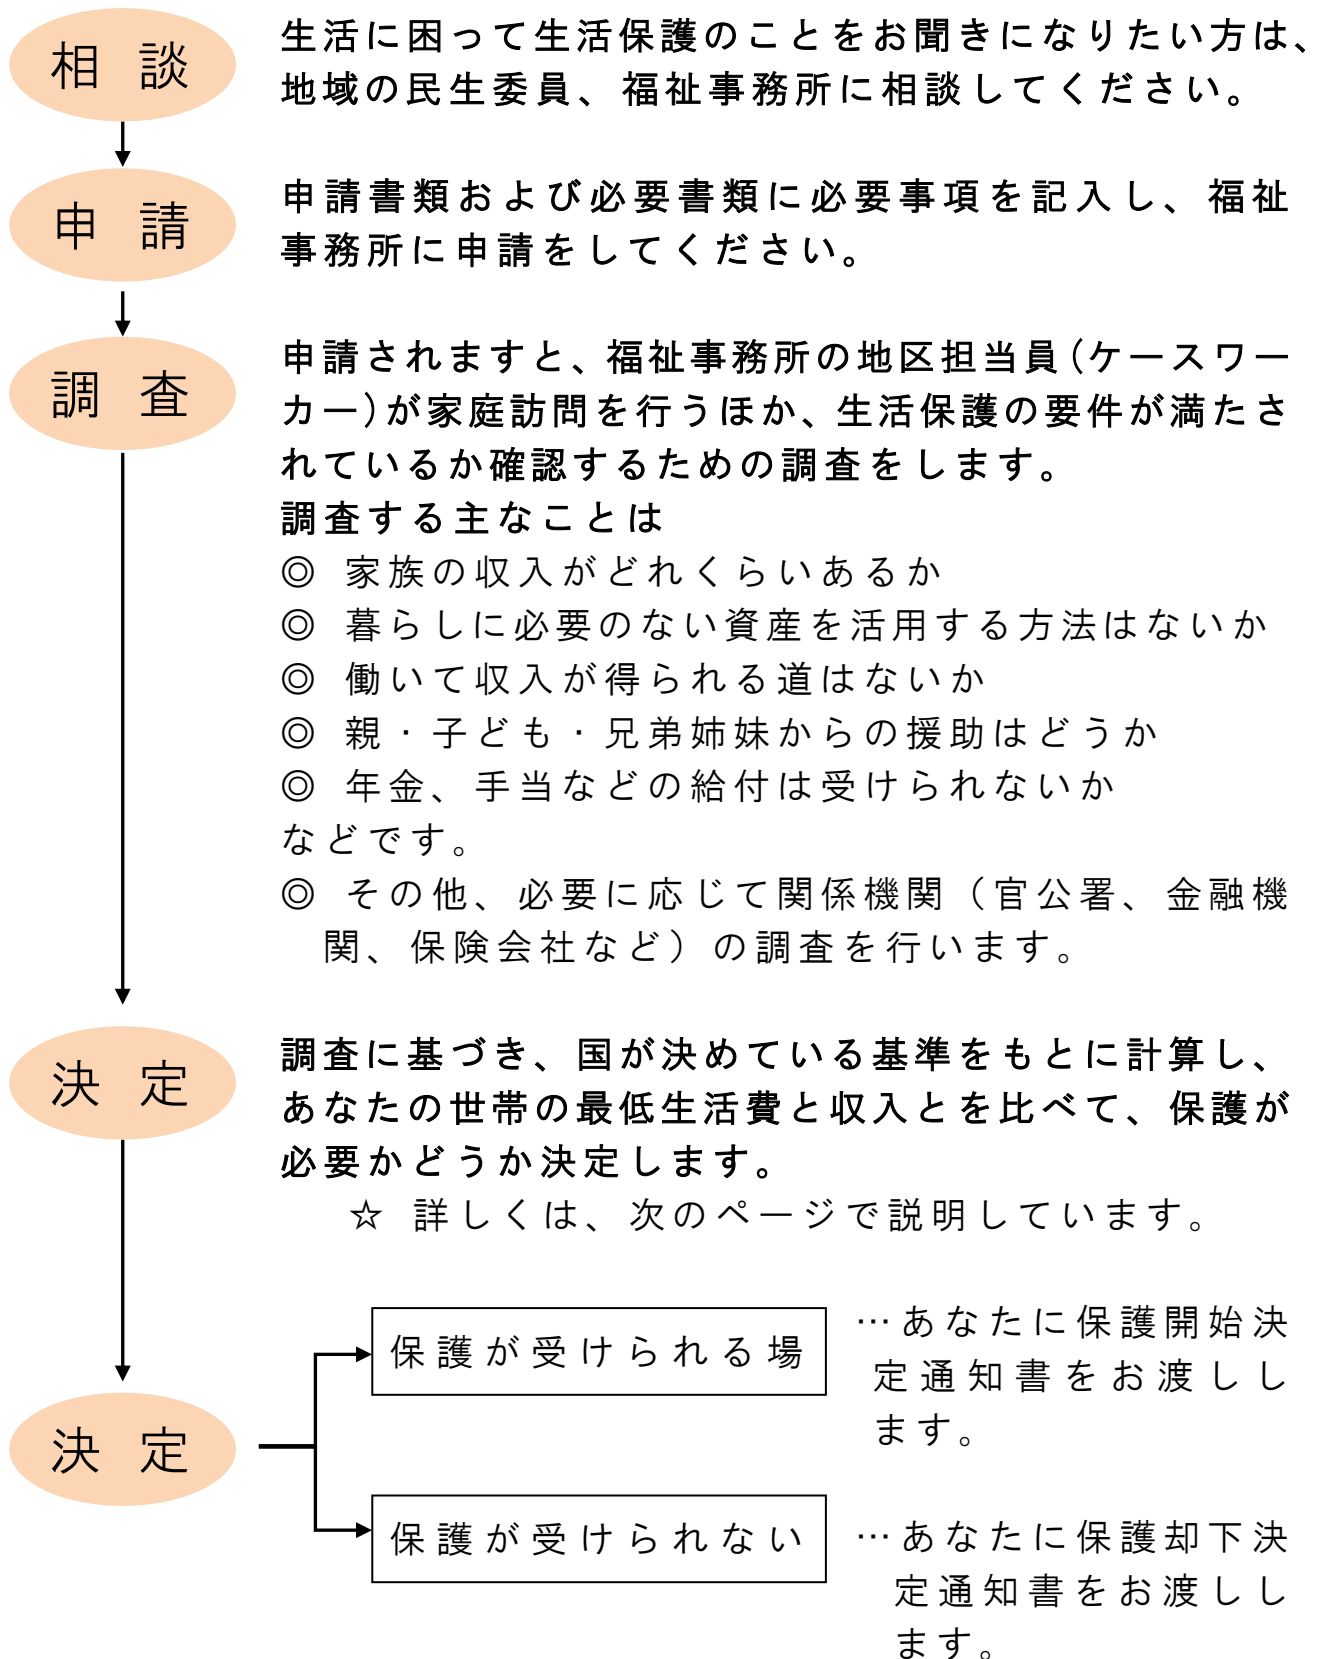 相談
生活に困って生活保護のことをお聞きになりたい方は、
地域の民生委員、福祉事務所に相談してください。
申請
申請書類および必要書類に必要事項を記入し、福祉
事務所に申請をしてください。
調査
申請されますと、福祉事務所の地区担当員(ケースワー
カー)が家庭訪問を行うほか、生活保護の要件が満たさ
れているか確認するための調査をします。
調査する主なことは
◎ 家族の収入がどれくらいあるか
◎ 暮らしに必要のない資産を活用する方法はないか
◎ 働いて収入が得られる道はないか
◎ 親・子ども・兄弟姉妹からの援助はどうか
◎ 年金、手当などの給付は受けられないか
などです。
◎ その他、必要に応じて関係機関（官公署、金融機
関、保険会社など）の調査を行います。
決定
調査に基づき、国が決めている基準をもとに計算し、
あなたの世帯の最低生活費と収入とを比べて、保護が
必要かどうか決定します。
☆ 詳しくは、次のページで説明しています。
決定
保護が受けられる場
…あなたに保護開始決
定通知書をお渡しし
ます。
保護が受けられない
…あなたに保護却下決
定通知書をお渡しし
ます。